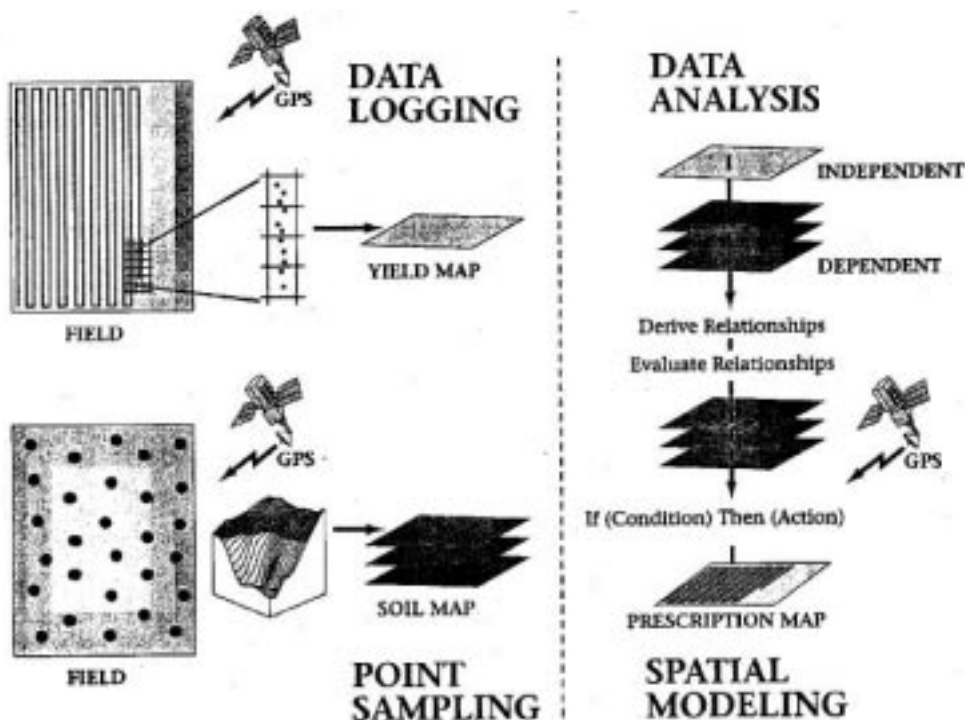 GPS
DATA
LOGGING
YIELD MAP
FIELD
GPS
SOIL MAP
FIELD
POINT
SAMPLING
DATA
ANALYSIS
INDEPENDENT
DEPENDENT
Derive Relationships
Evaluate Relationships
GPS
If (Condition) Then (Action)
PRESCRIPTION MAP
SPATIAL
MODELING